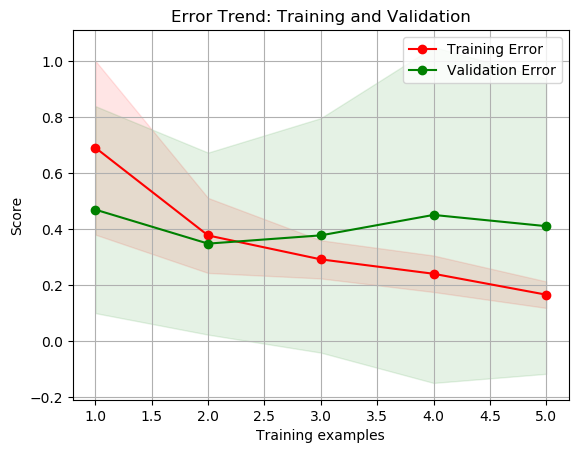 Error Trend: Training and Validation
Training Error
Validation Error
1.0
0.8
0.6
0.4
0.2
0.0
−0.2
Score
1.0 1.5 2.0 2.5 3.0 3.5 4.0 4.5 5.0
Training examples